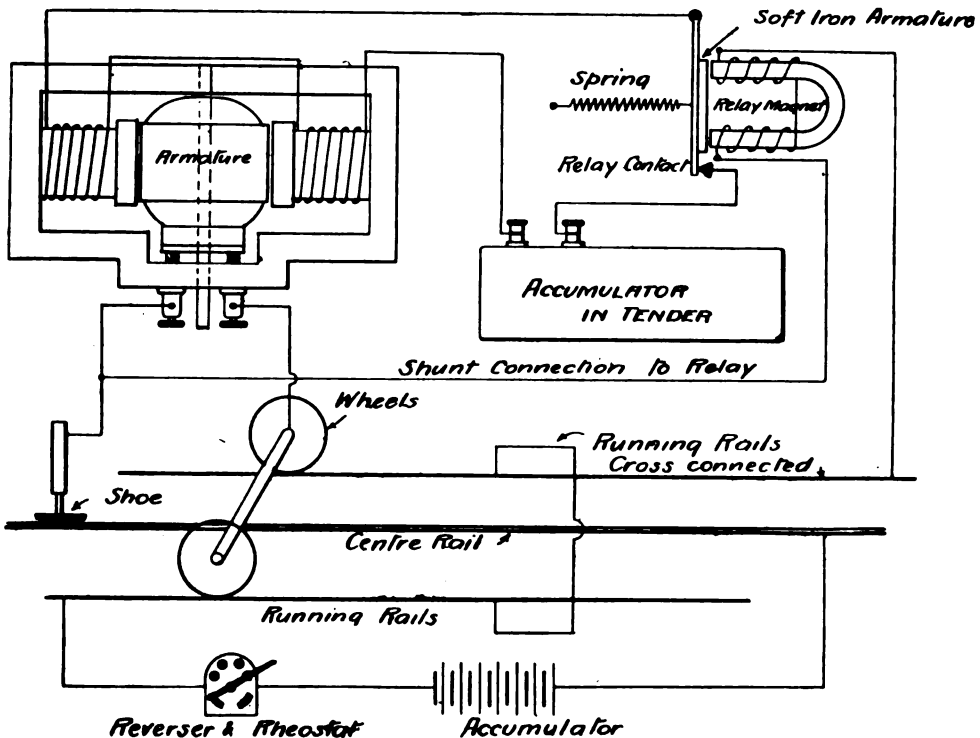 Soft Iron Armature
Spring
Relay Magnet
Armature
Relay Contact
ACCUMULATOR
IN TENDER
Shunt Connection to Relay
Wheels
Running Rails
Cross connected
Shoe
Centre Rail
Running Rails
Reverser & Rheostat
Accumulator